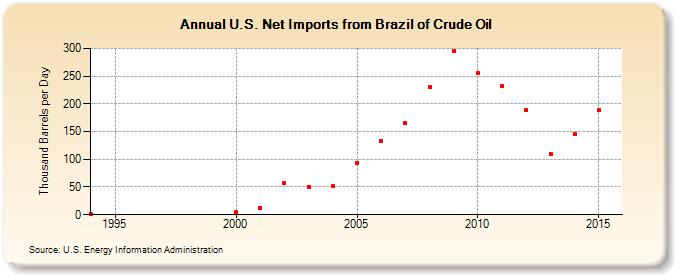 Annual U.S. Net Imports from Brazil of Crude Oil
Thousand Barrels per Day
300
250
200
150
100
50
0
1995 2000 2005 2010 2015
Source: U.S. Energy Information Administration